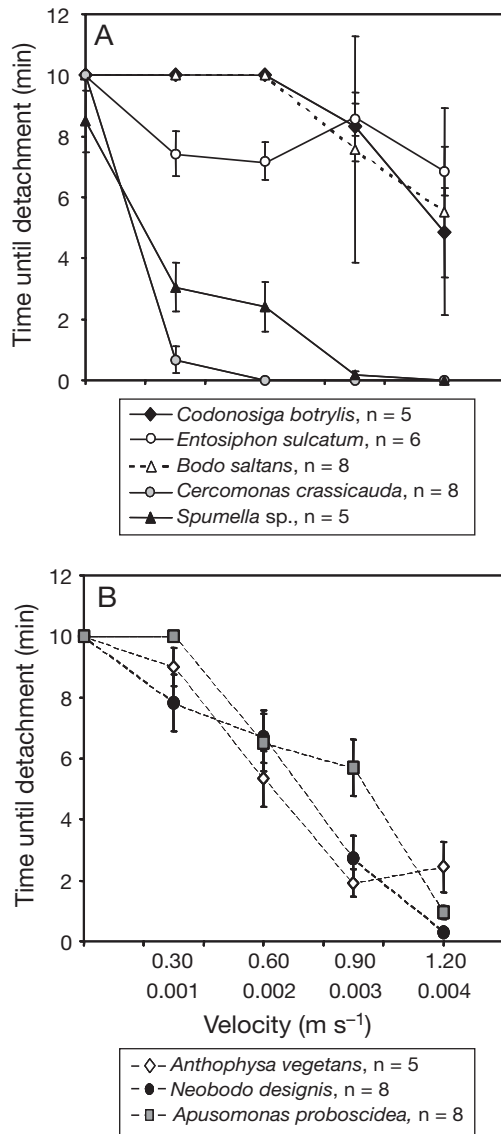 A
12
10
8
6
4
2
0
Time until detachment (min)
Codonosiga botrylis, n = 5
Entosiphon sulcatum, n = 6
Bodo saltans, n = 8
Cercomonas crassicauda, n = 8
Spumella sp., n = 5
B
12
10
8
6
4
2
0
Time until detachment (min)
0.30 0.60 0.90 1.20
0.001 0.002 0.003 0.004
Velocity (m s⁻¹)
Anthophysa vegetans, n = 5
Neobodo designis, n = 8
Apusomonas proboscidea, n = 8